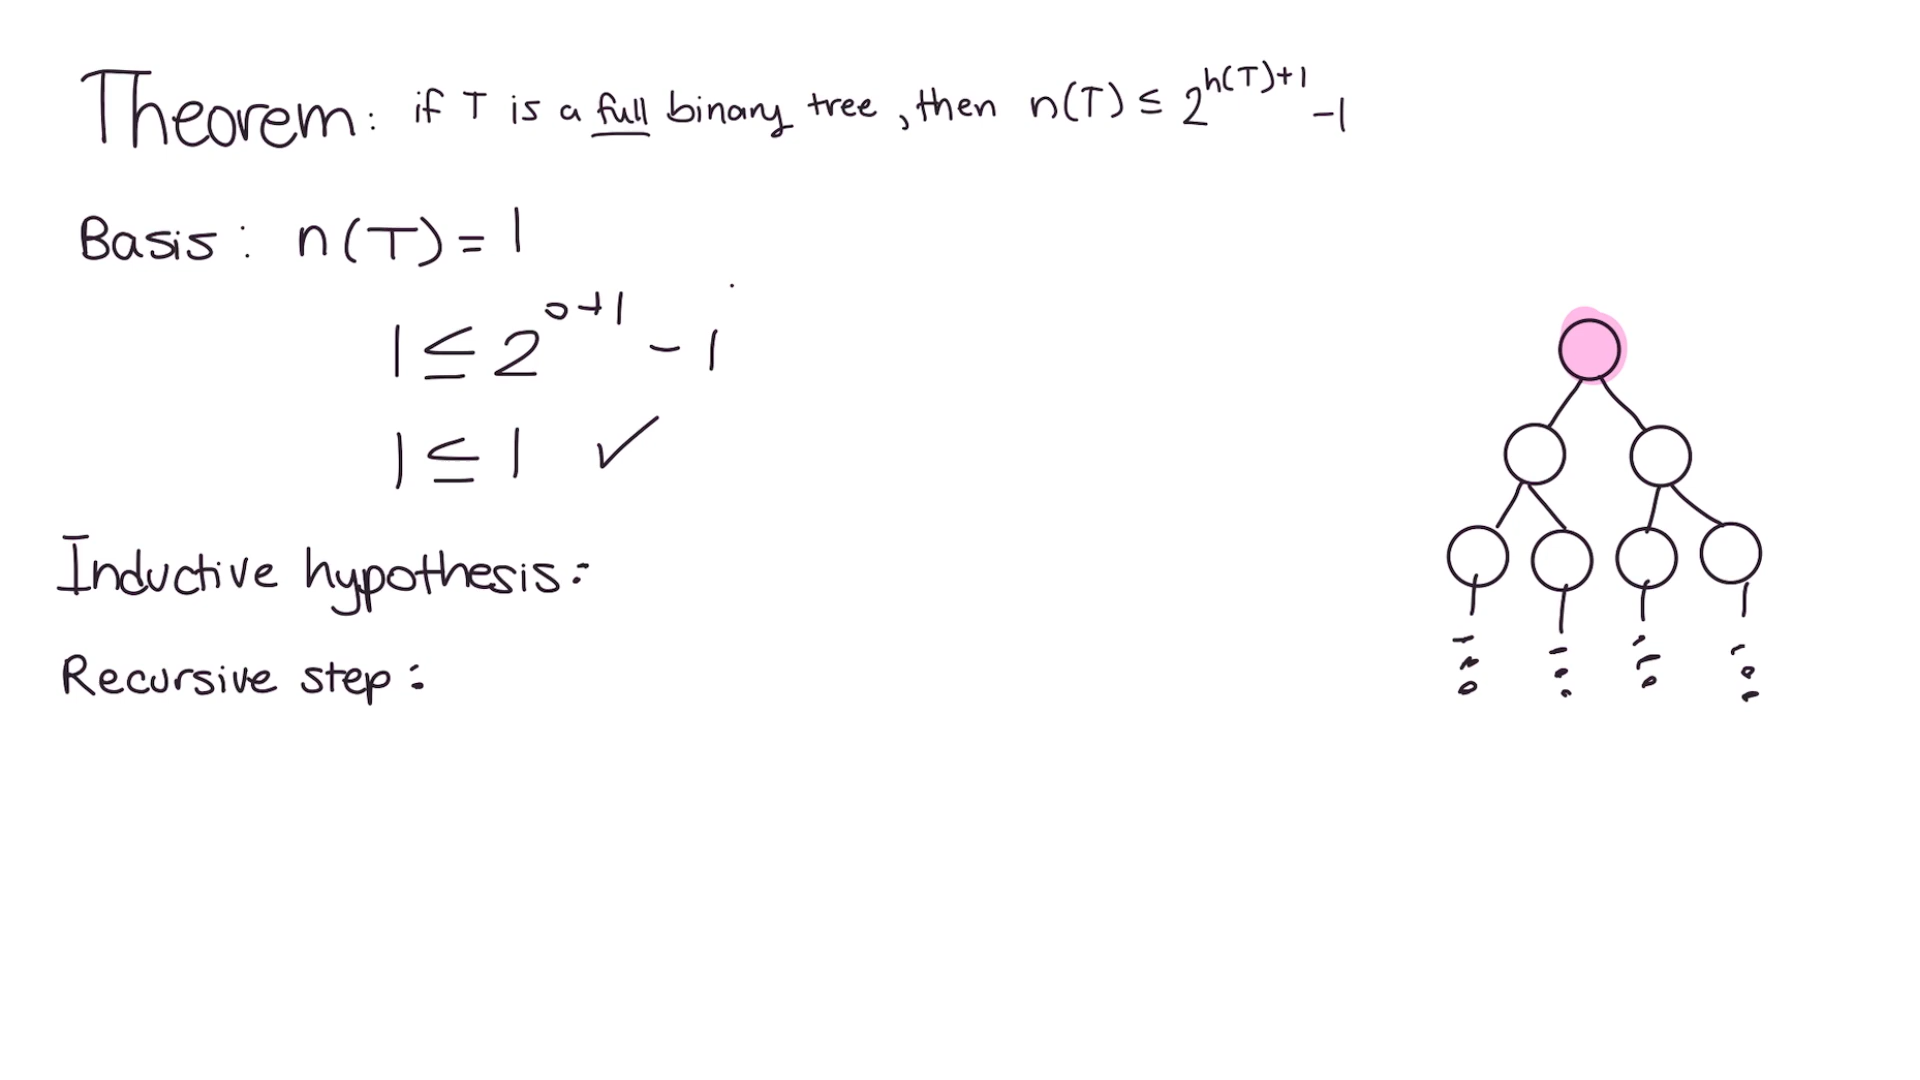 Theorem: if T is a full binary tree, then n(T) ≤ 2^{h(T)+1} -1
Basis: n(T) = 1
1 ≤ 2^{0+1} - 1
1 ≤ 1 ✓
Inductive hypothesis:
Recursive step: